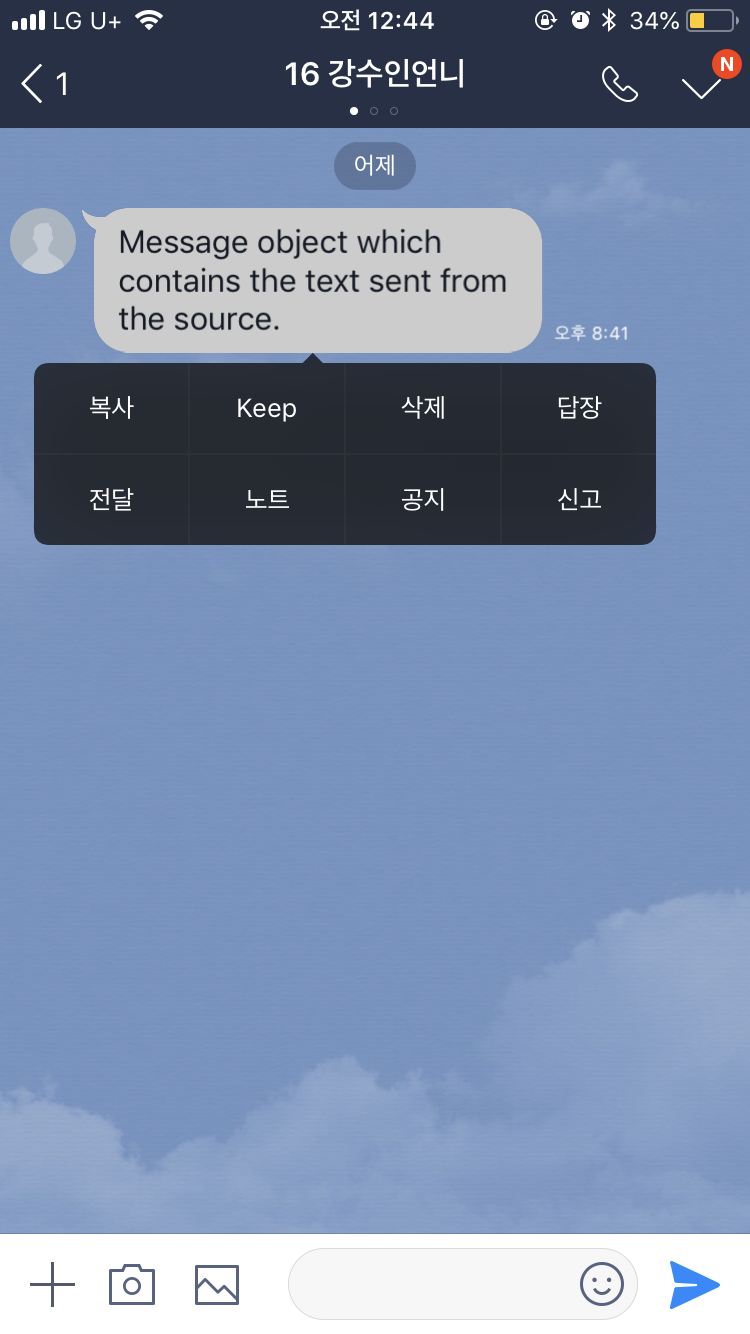 LG U+ 오전 12:44 34%
1 16 강수인언니 N
어제
Message object which
contains the text sent from
the source.
오후 8:41
복사 Keep 삭제 답장
전달 노트 공지 신고